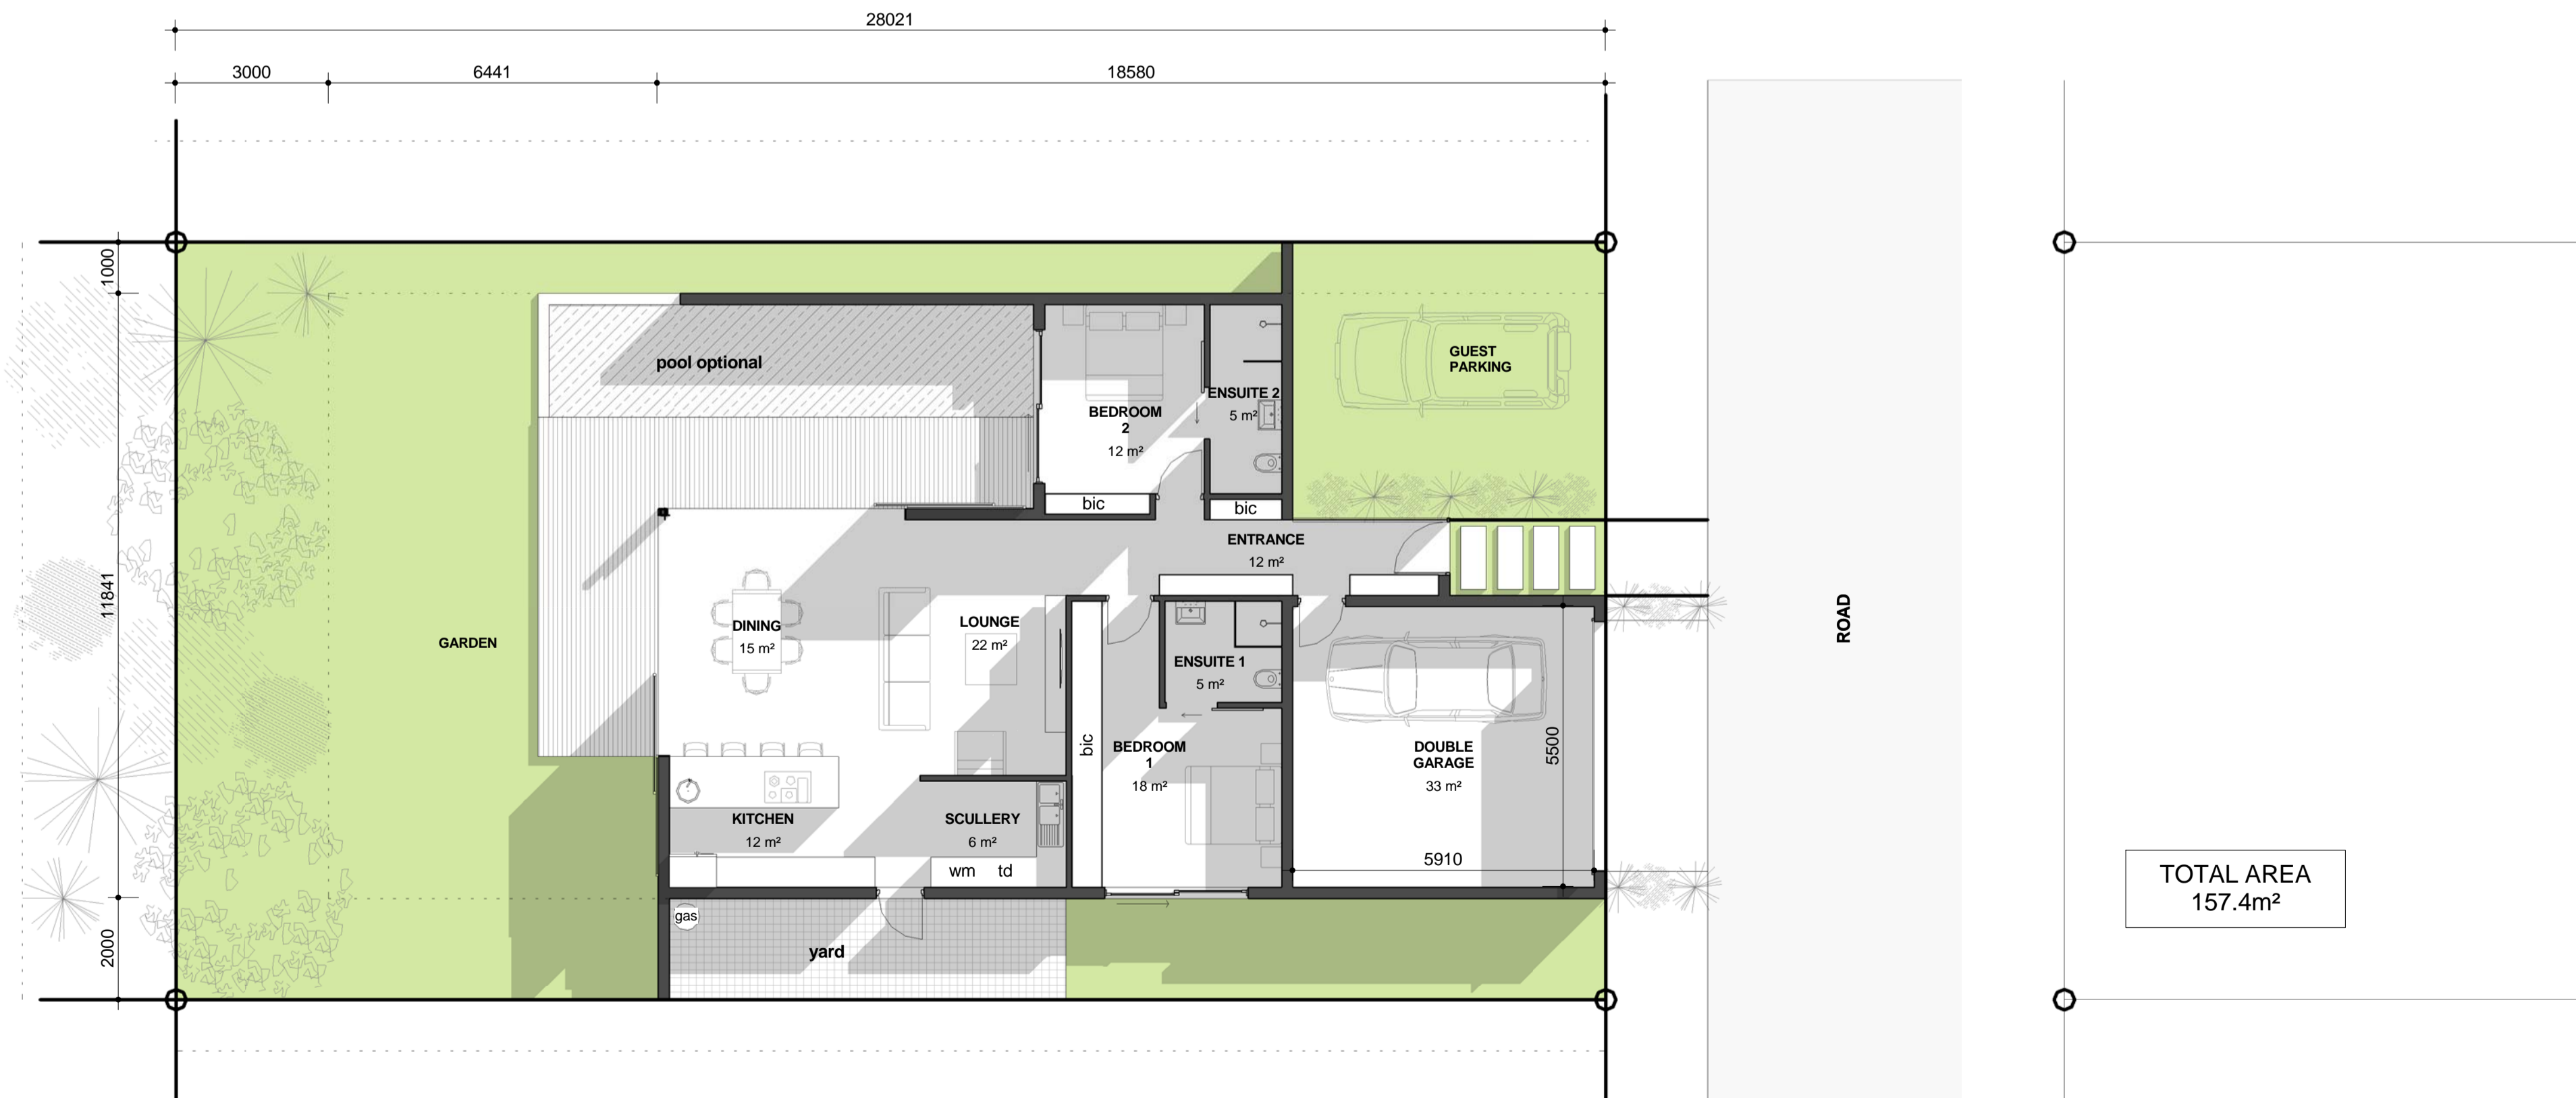 28021
3000
6441
18580
1000
11841
2000
pool optional
BEDROOM
2
12 m²
ENSUITE 2
5 m²
GUEST
PARKING
bic
bic
ENTRANCE
12 m²
GARDEN
DINING
15 m²
LOUNGE
22 m²
ENSUITE 1
5 m²
bic
BEDROOM
1
18 m²
DOUBLE
GARAGE
33 m²
5500
5910
KITCHEN
12 m²
SCULLERY
6 m²
wm td
gas
yard
ROAD
TOTAL AREA
157.4m²